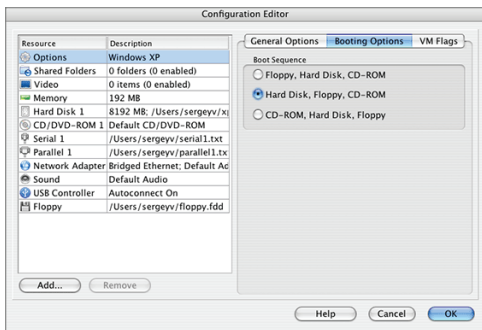 Configuration Editor
Resource Description
Options Windows XP
Shared Folders 0 folders (0 enabled)
Video 0 items (0 enabled)
Memory 192 MB
Hard Disk 1 8192 MB; /Users/sergeyv/x
CD/DVD-ROM 1 Default CD/DVD-ROM
Serial 1 /Users/sergeyv/serial1.txt
Parallel 1 /Users/sergeyv/parallel1.tx
Network Adapter Bridged Ethernet; Default Ad
Sound Default Audio
USB Controller Autoconnect On
Floppy /Users/sergeyv/floppy.fdd
Add... Remove
General Options Booting Options VM Flags
Boot Sequence
Floppy, Hard Disk, CD-ROM
Hard Disk, Floppy, CD-ROM
CD-ROM, Hard Disk, Floppy
Help Cancel OK